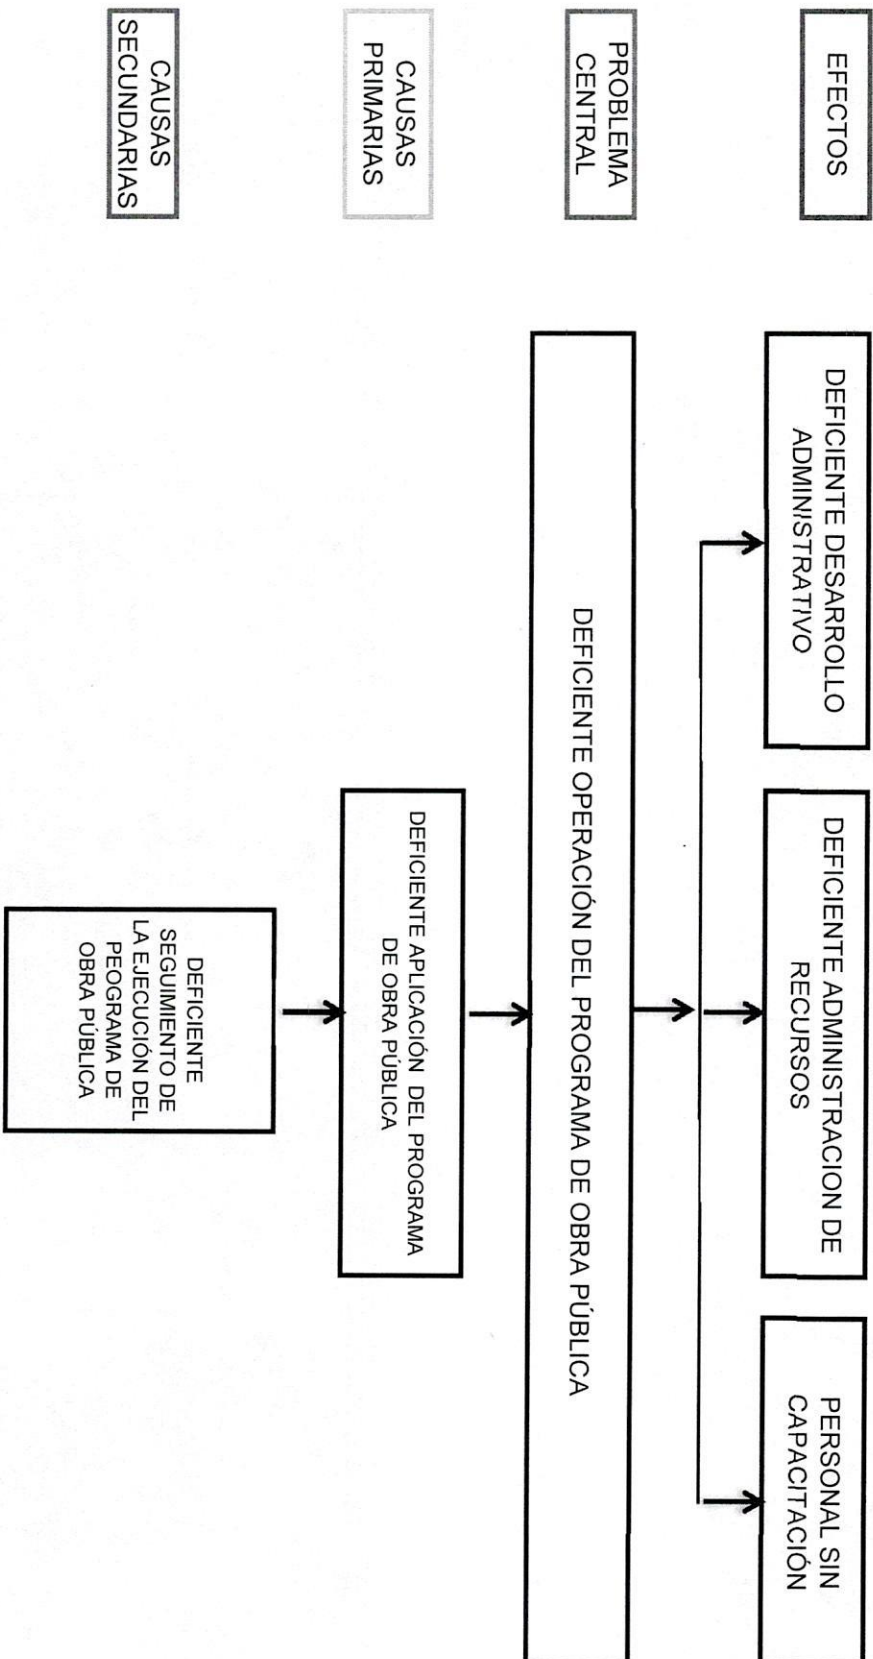 EFECTOS
DEFICIENTE DESARROLLO
ADMINISTRATIVO
DEFICIENTE ADMINISTRACION DE
RECURSOS
PERSONAL SIN
CAPACITACIÓN
PROBLEMA
CENTRAL
DEFICIENTE OPERACIÓN DEL PROGRAMA DE OBRA PÚBLICA
CAUSAS
PRIMARIAS
DEFICIENTE APLICACIÓN DEL PROGRAMA
DE OBRA PÚBLICA
CAUSAS
SECUNDARIAS
DEFICIENTE
SEGUIMIENTO DE
LA EJECUCIÓN DEL
PEOGRAMA DE
OBRA PÚBLICA